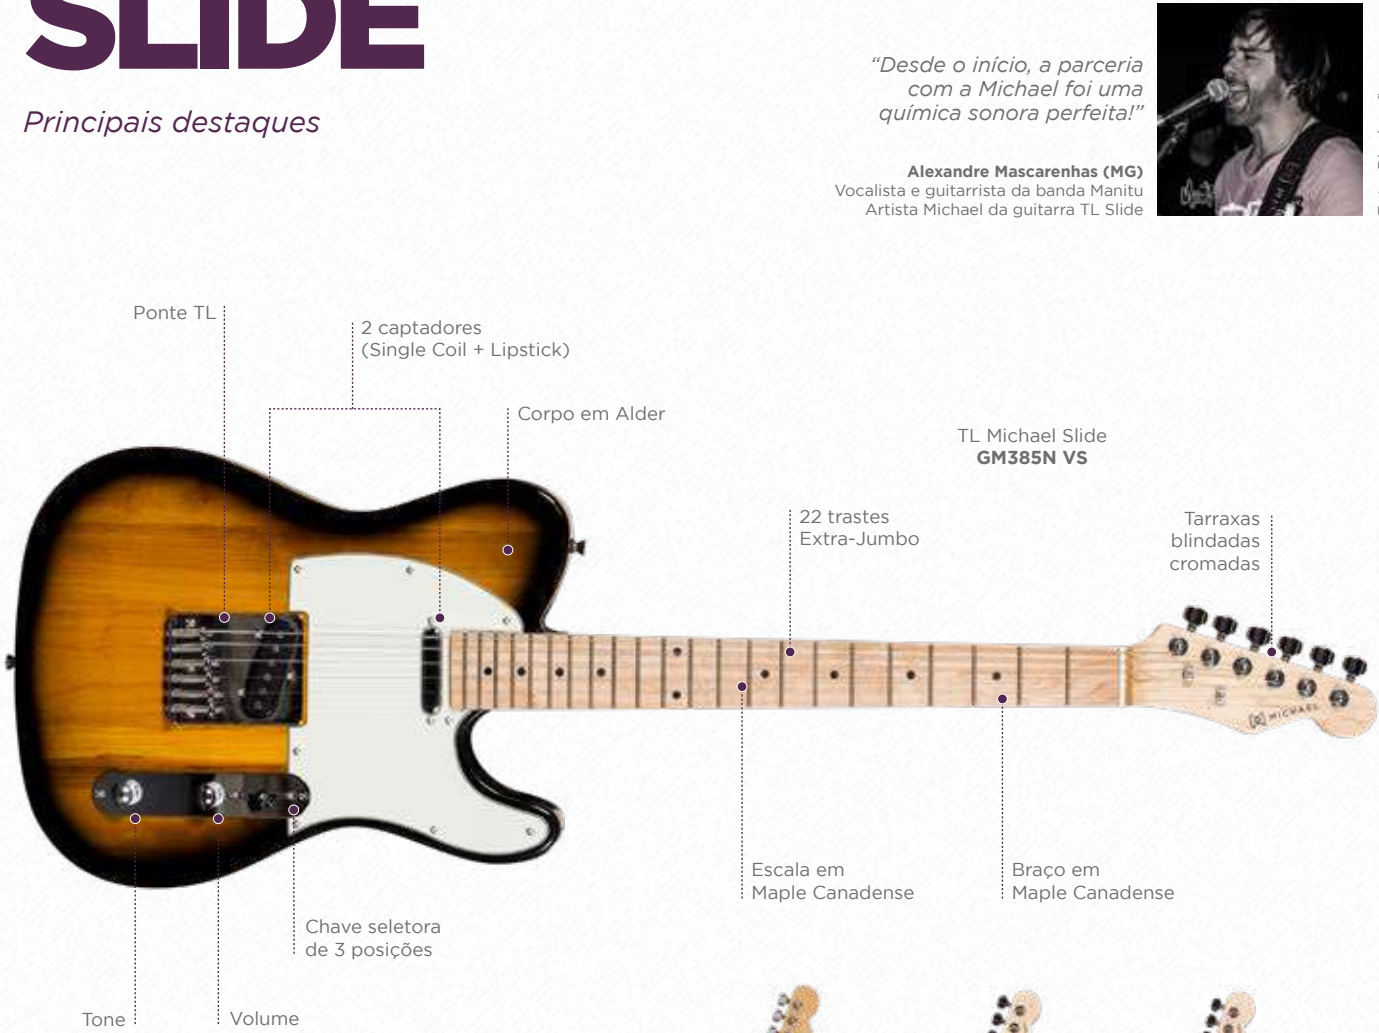 SLIDE
Principais destaques
“Desde o início, a parceria
com a Michael foi uma
química sonora perfeita!”
Alexandre Mascarenhas (MG)
Vocalista e guitarrista da banda Manitu
Artista Michael da guitarra TL Slide
Ponte TL
2 captadores
(Single Coil + Lipstick)
Corpo em Alder
TL Michael Slide
GM385N VS
22 trastes
Extra-Jumbo
Tarraxas
blindadas
cromadas
MICHAEL
Escala em
Maple Canadense
Braço em
Maple Canadense
Chave seletora
de 3 posições
Tone
Volume